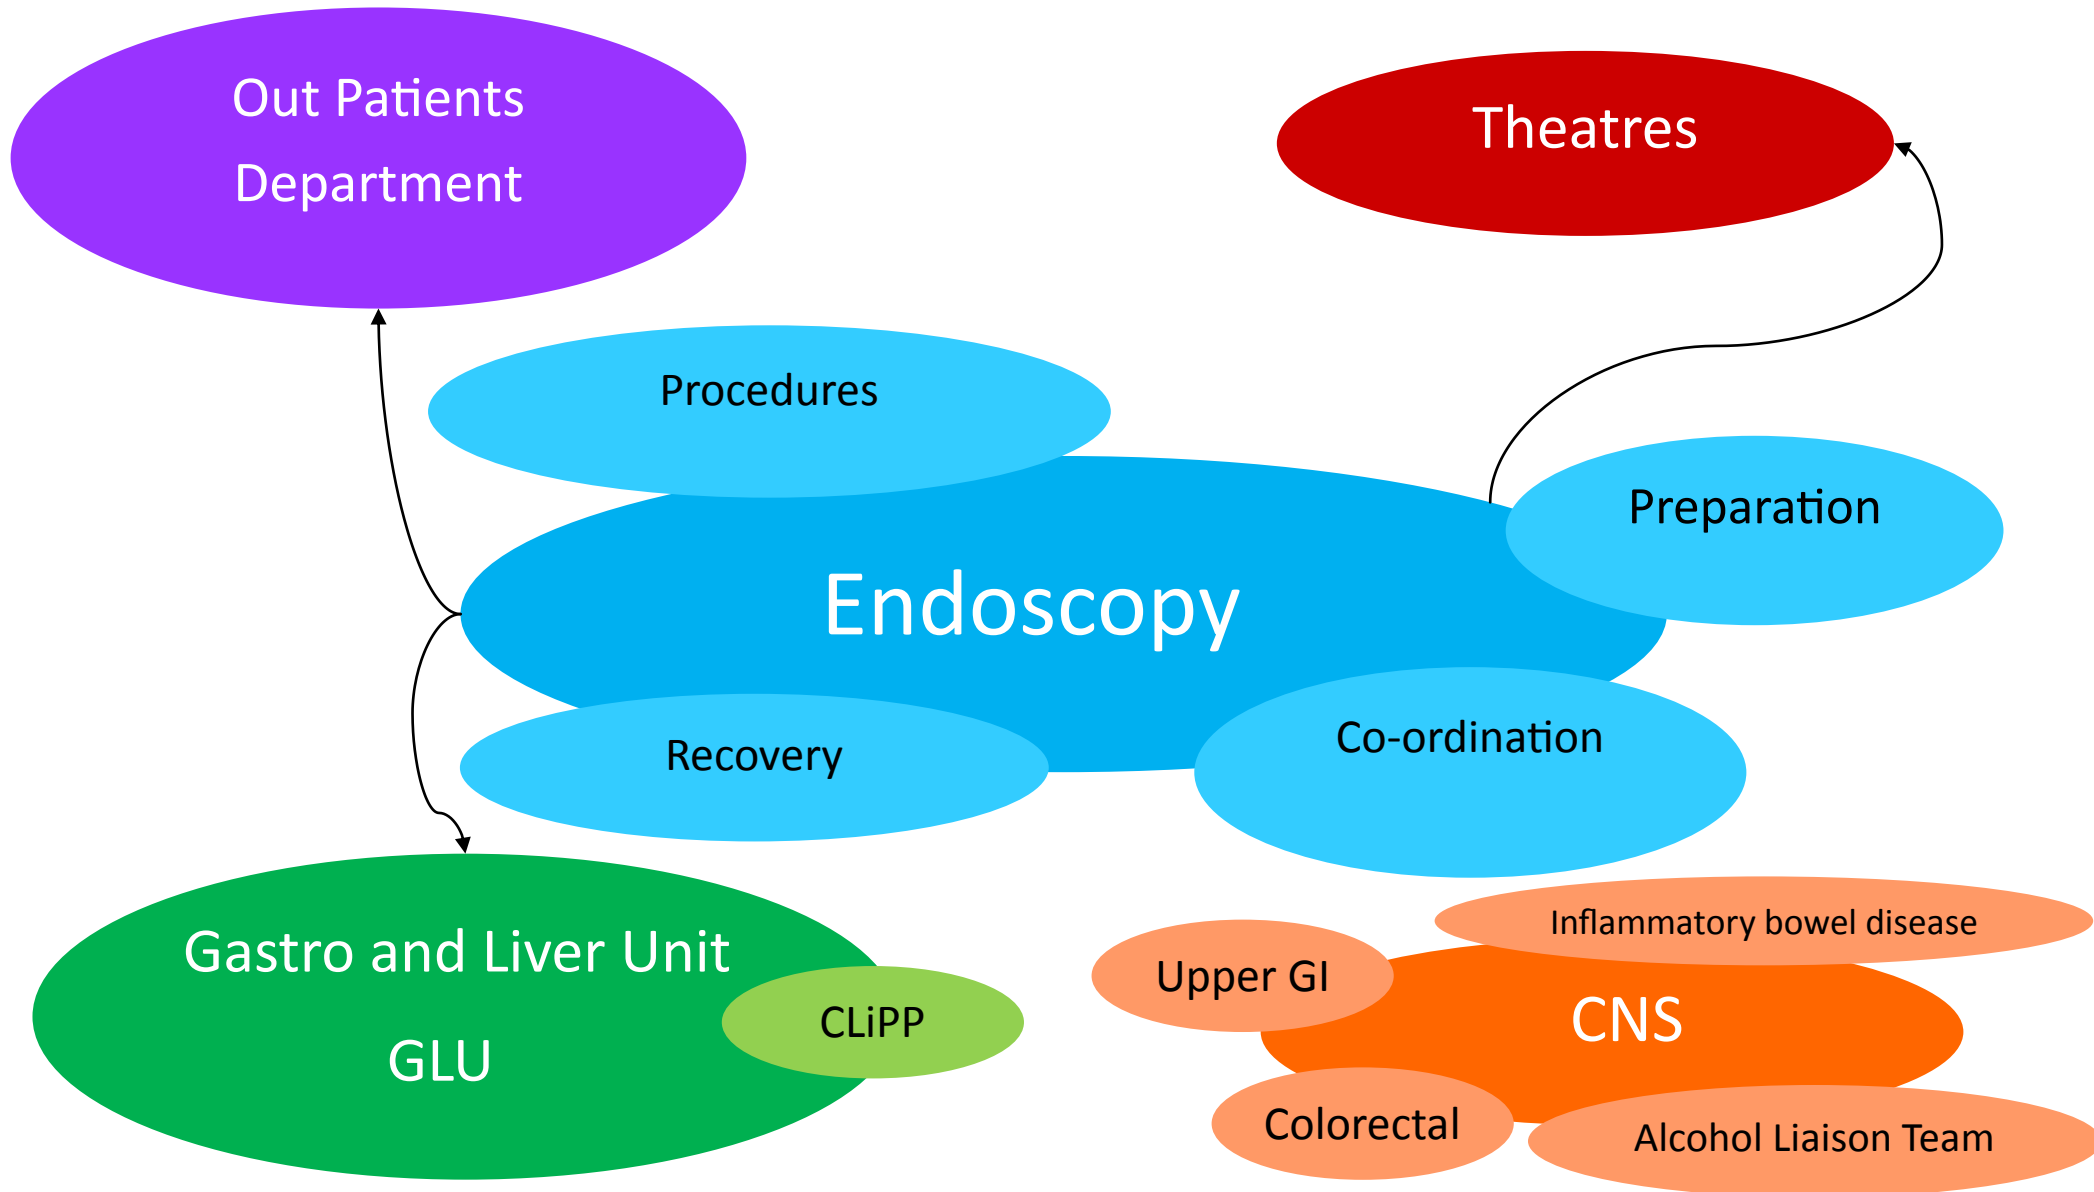 Out Patients
Department
Theatres
Procedures
Preparation
Endoscopy
Co-ordination
Recovery
Gastro and Liver Unit
GLU
CLiPP
Inflammatory bowel disease
Upper GI
CNS
Colorectal
Alcohol Liaison Team